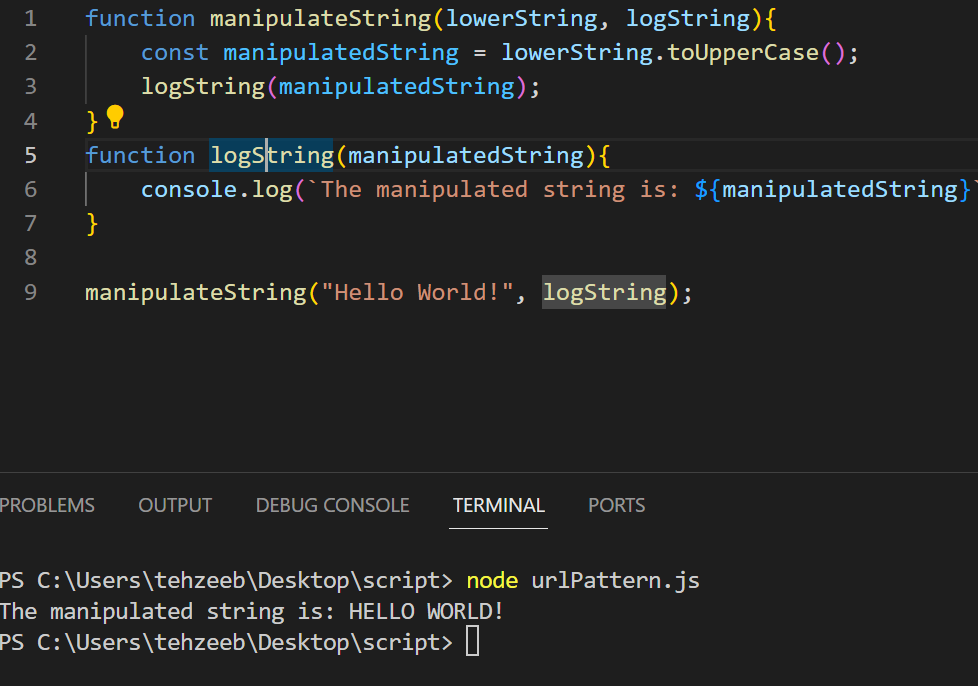 1 function manipulateString(lowerString, logString){
2 const manipulatedString = lowerString.toUpperCase();
3 logString(manipulatedString);
4 }
5 function logString(manipulatedString){
6 console.log(`The manipulated string is: ${manipulatedString}`
7 }
8
9 manipulateString("Hello World!", logString);
PROBLEMS OUTPUT DEBUG CONSOLE TERMINAL PORTS
PS C:\Users\tehzeeb\Desktop\script> node urlPattern.js
The manipulated string is: HELLO WORLD!
PS C:\Users\tehzeeb\Desktop\script>